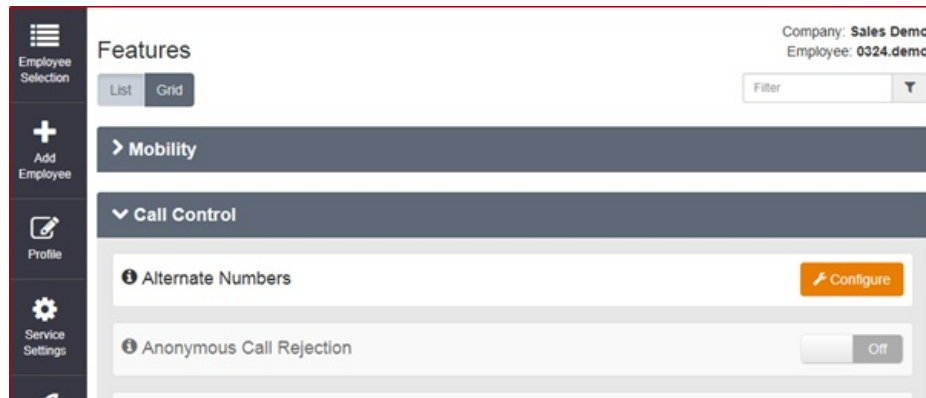 Employee
Selection
Add
Employee
Profile
Service
Settings
Features
Company: Sales Demo
Employee: 0324.demo
List Grid
Filter
Mobility
Call Control
Alternate Numbers
Configure
Anonymous Call Rejection
Off